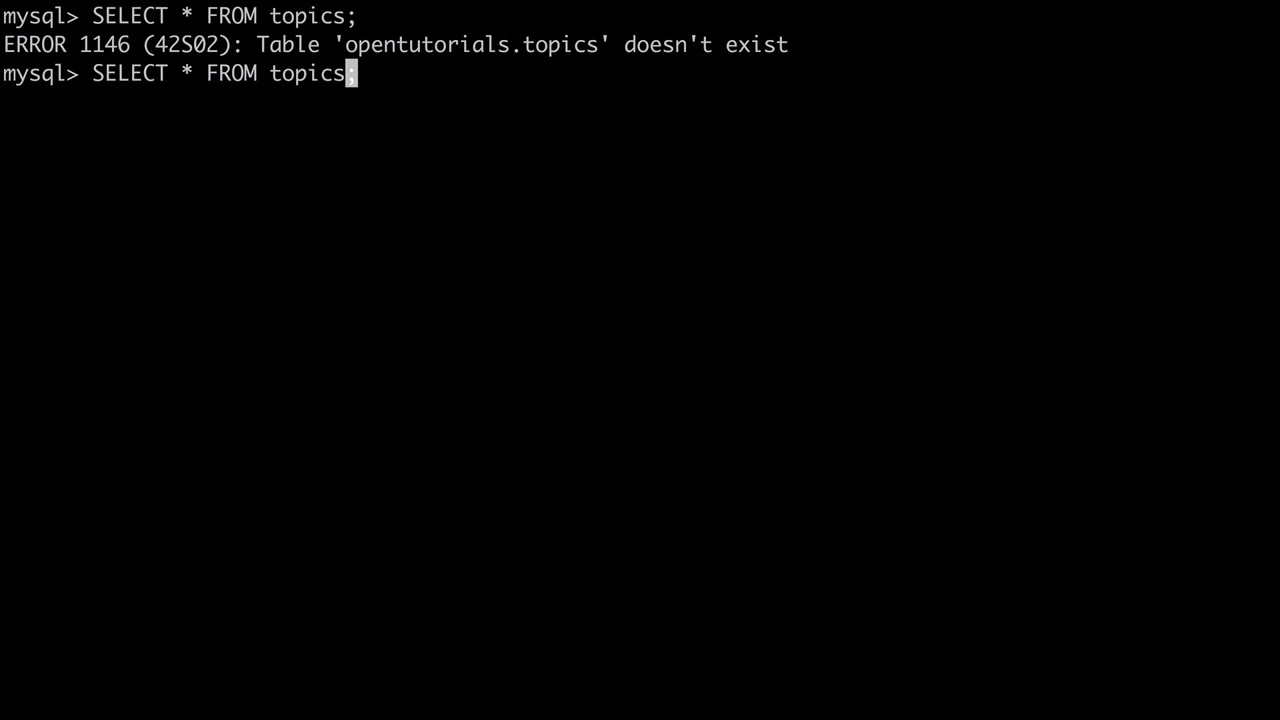 mysql> SELECT * FROM topics;
ERROR 1146 (42S02): Table 'opentutorials.topics' doesn't exist
mysql> SELECT * FROM topics;